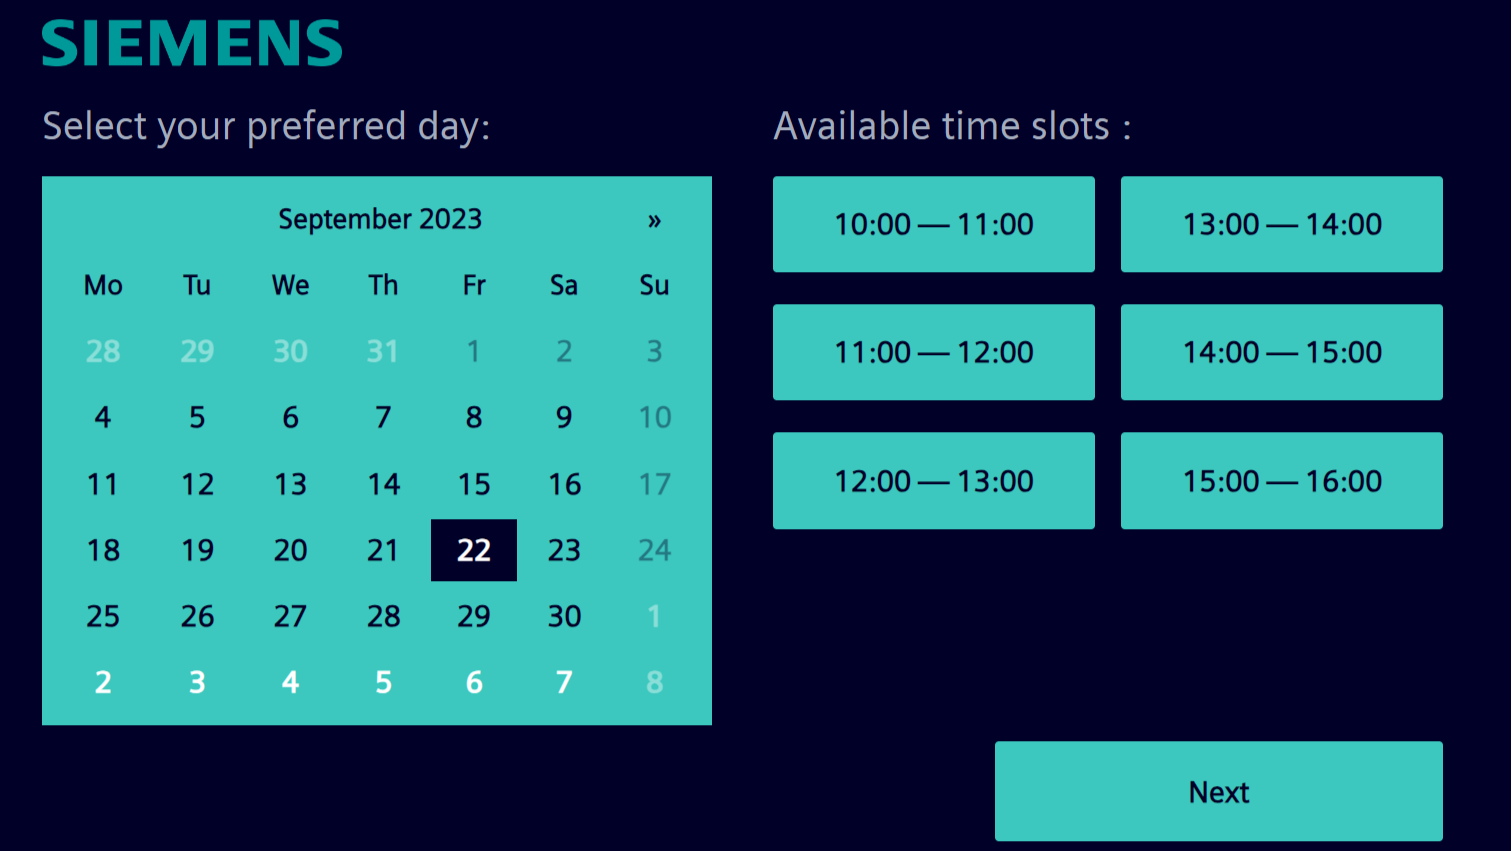 SIEMENS
Select your preferred day:
September 2023 »
Mo Tu We Th Fr Sa Su
28 29 30 31 1 2 3
4 5 6 7 8 9 10
11 12 13 14 15 16 17
18 19 20 21 22 23 24
25 26 27 28 29 30 1
2 3 4 5 6 7 8
Available time slots :
10:00 — 11:00 13:00 — 14:00
11:00 — 12:00 14:00 — 15:00
12:00 — 13:00 15:00 — 16:00
Next